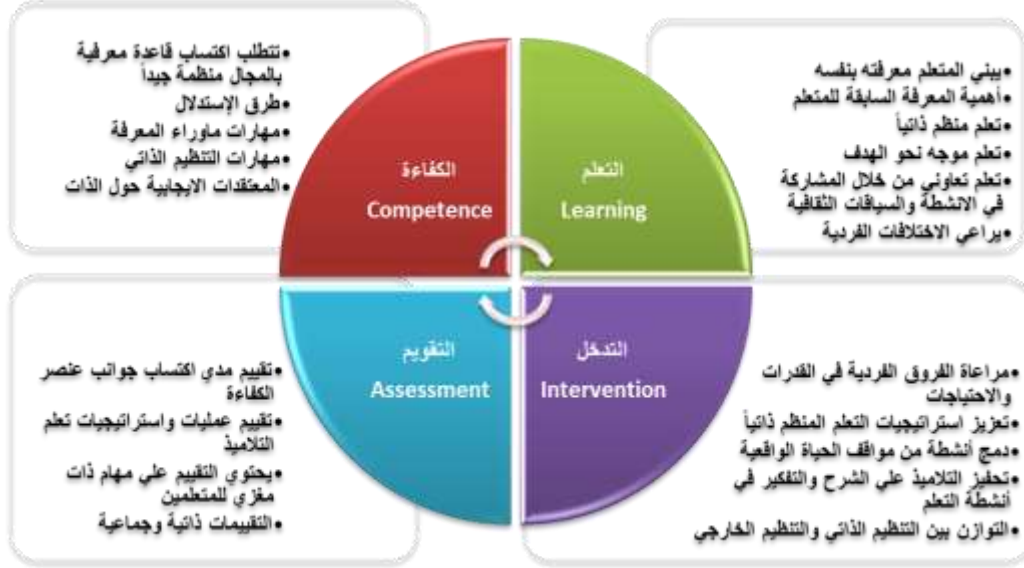 •تتطلب اكتساب قاعدة معرفية
بالمجال منظمة جيداً
•طرق الإستدلال
•مهارات ماوراء المعرفة
•مهارات التنظيم الذاتي
•المعتقدات الايجابية حول الذات
الكفاءة
Competence
التعلم
Learning
•يبني المتعلم معرفته بنفسه
•أهمية المعرفة السابقة للمتعلم
•تعلم منظم ذاتياً
•تعلم موجه نحو الهدف
•تعلم تعاوني من خلال المشاركة
في الانشطة والسياقات الثقافية
•يراعي الاختلافات الفردية
•تقييم مدي اكتساب جوانب عنصر
الكفاءة
•تقييم عمليات واستراتيجيات تعلم
التلاميذ
•يحتوي التقييم علي مهام ذات
مغزي للمتعلمين
•التقييمات ذاتية وجماعية
التقويم
Assessment
التدخل
Intervention
•مراعاة الفروق الفردية في القدرات
والاحتياجات
•تعزيز استراتيجيات التعلم المنظم ذاتياً
•دمج أنشطة من مواقف الحياة الواقعية
•تحفيز التلاميذ علي الشرح والتفكير في
أنشطة التعلم
•التوازن بين التنظيم الذاتي والتنظيم الخارجي